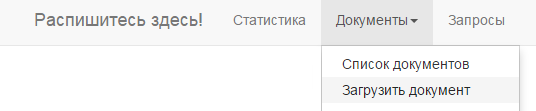 Распишитесь здесь! Статистика Документы Запросы
Список документов
Загрузить документ